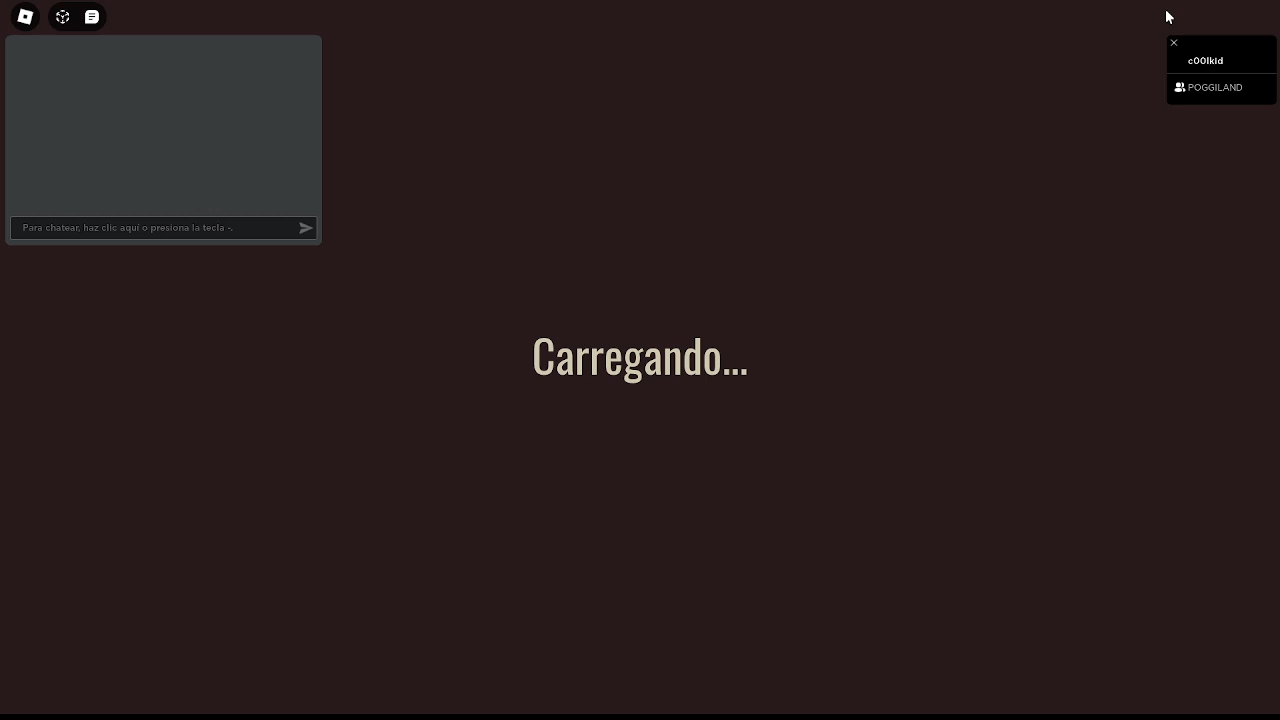 c00lkid
POGGILAND
Para chatear, haz clic aquí o presiona la tecla -.
Carregando...